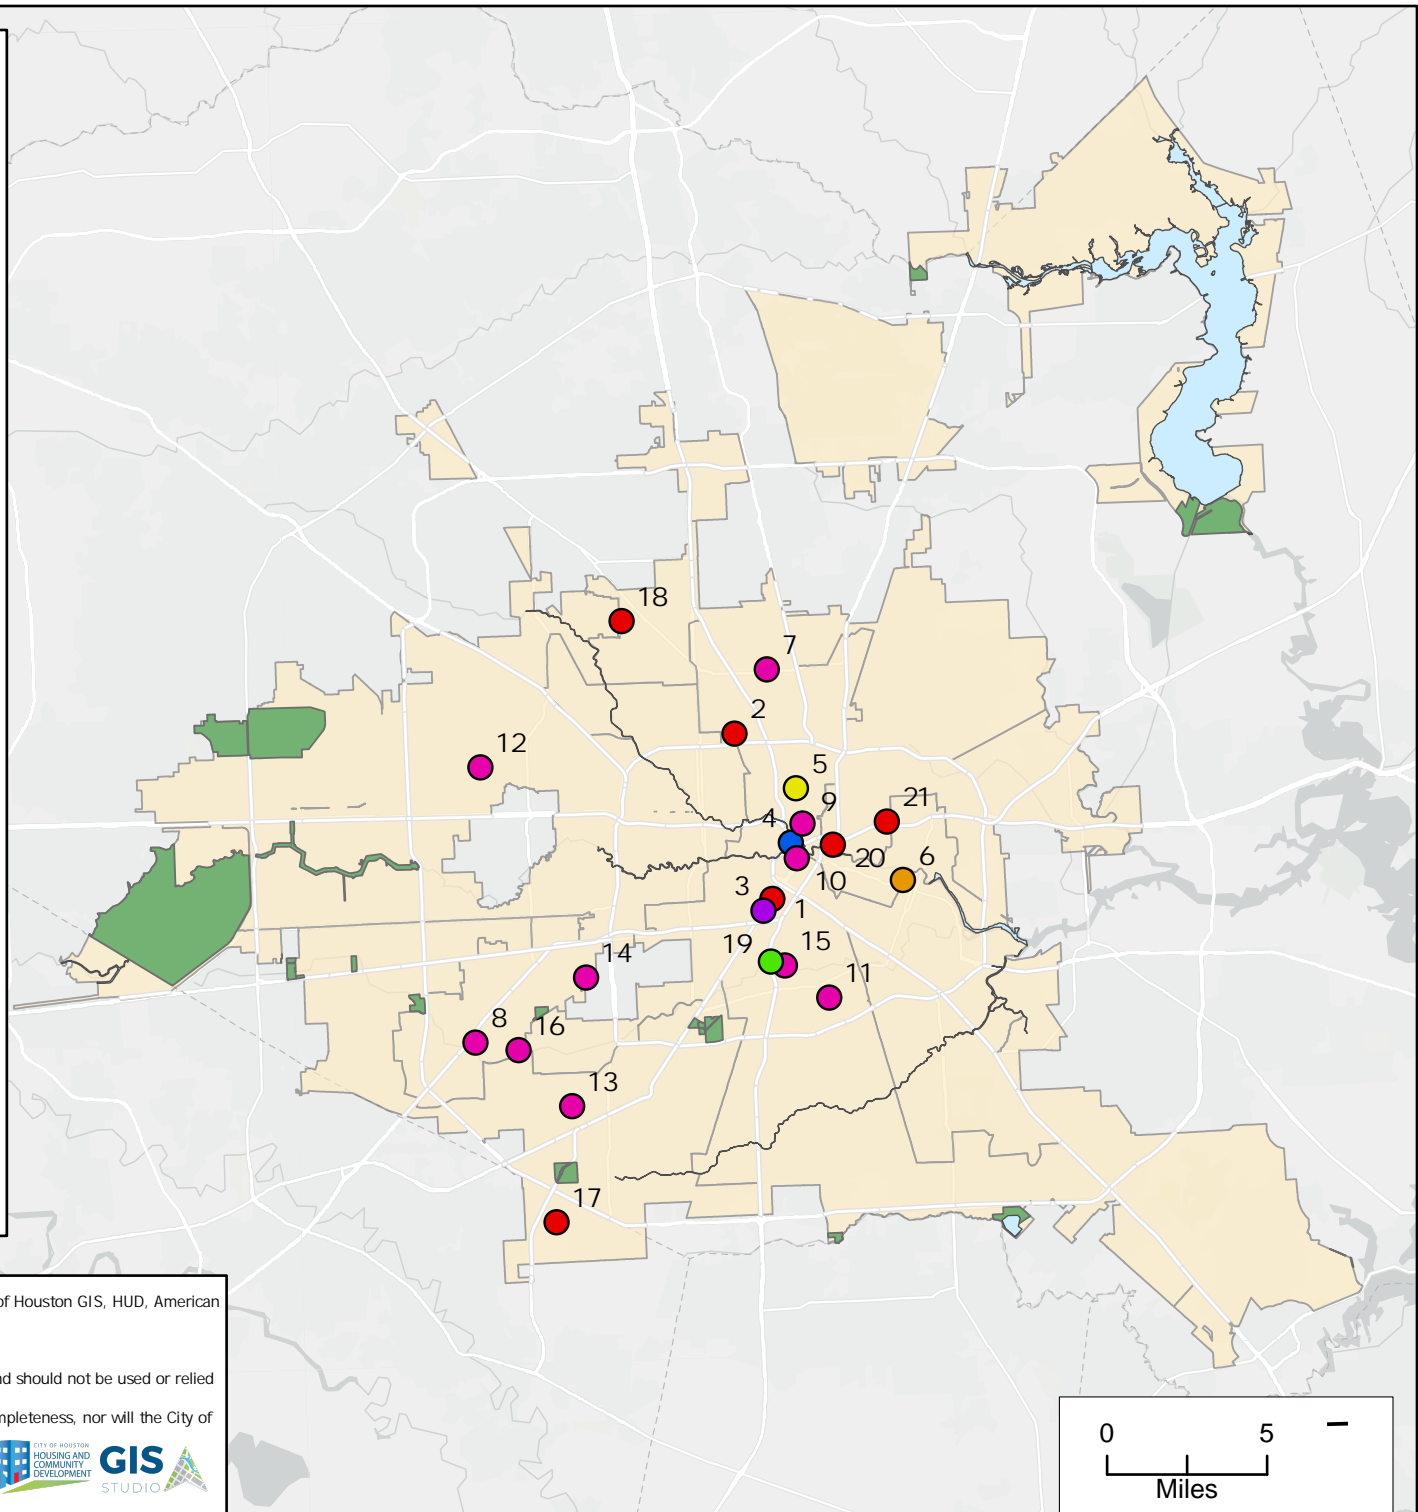 18
7
2
12
5
9
21
4
20
6
10
3
1
19
15
14
11
8
16
13
17
of Houston GIS, HUD, American
nd should not be used or relied
mpleteness, nor will the City of
CITY OF HOUSTON
HOUSING AND
COMMUNITY
DEVELOPMENT
GIS
STUDIO
0 5
Miles